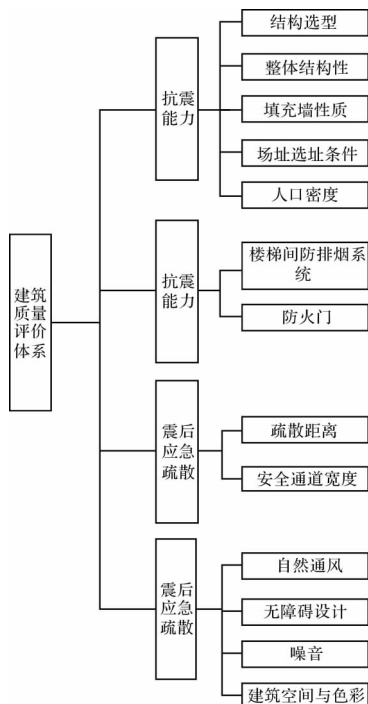 建筑
质量
评价
体系
抗震
能力
结构选型
整体结构性
填充墙性质
场址选址条件
人口密度
抗震
能力
楼梯间防排烟系
统
防火门
震后
应急
疏散
疏散距离
安全通道宽度
震后
应急
疏散
自然通风
无障碍设计
噪音
建筑空间与色彩